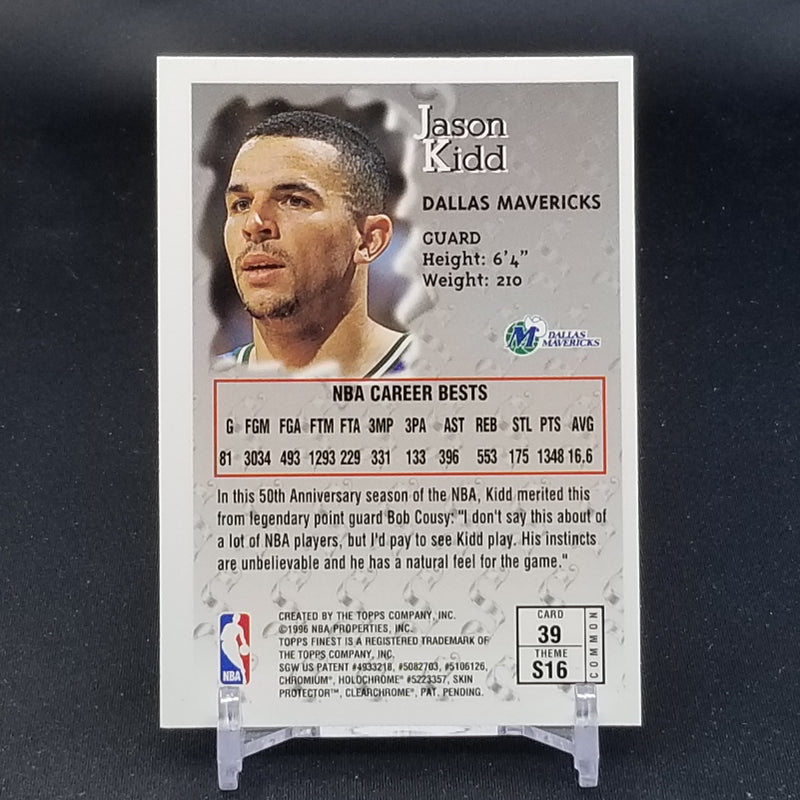 Jason
Kidd
DALLAS MAVERICKS
GUARD
Height: 6'4"
Weight: 210
M DALLAS
MAVERICKS
NBA CAREER BESTS
G FGM FGA FTM FTA 3MP 3PA AST REB STL PTS AVG
81 3034 493 1293 229 331 133 396 553 175 1348 16.6
In this 50th Anniversary season of the NBA, Kidd merited this
from legendary point guard Bob Cousy: "I don't say this about of
a lot of NBA players, but I'd pay to see Kidd play. His instincts
are unbelievable and he has a natural feel for the game."
CREATED BY THE TOPPS COMPANY, INC.
©1996 NBA PROPERTIES, INC.
TOPPS FINEST IS A REGISTERED TRADEMARK OF
THE TOPPS COMPANY, INC.
SGW US PATENT #4933218, #5082703, #5106126,
CHROMIUM®, HOLOCHROME® #5223357, SKIN
PROTECTOR™, CLEARCHROME®, PAT. PENDING.
NBA
CARD
39
THEME
S16
COMMON